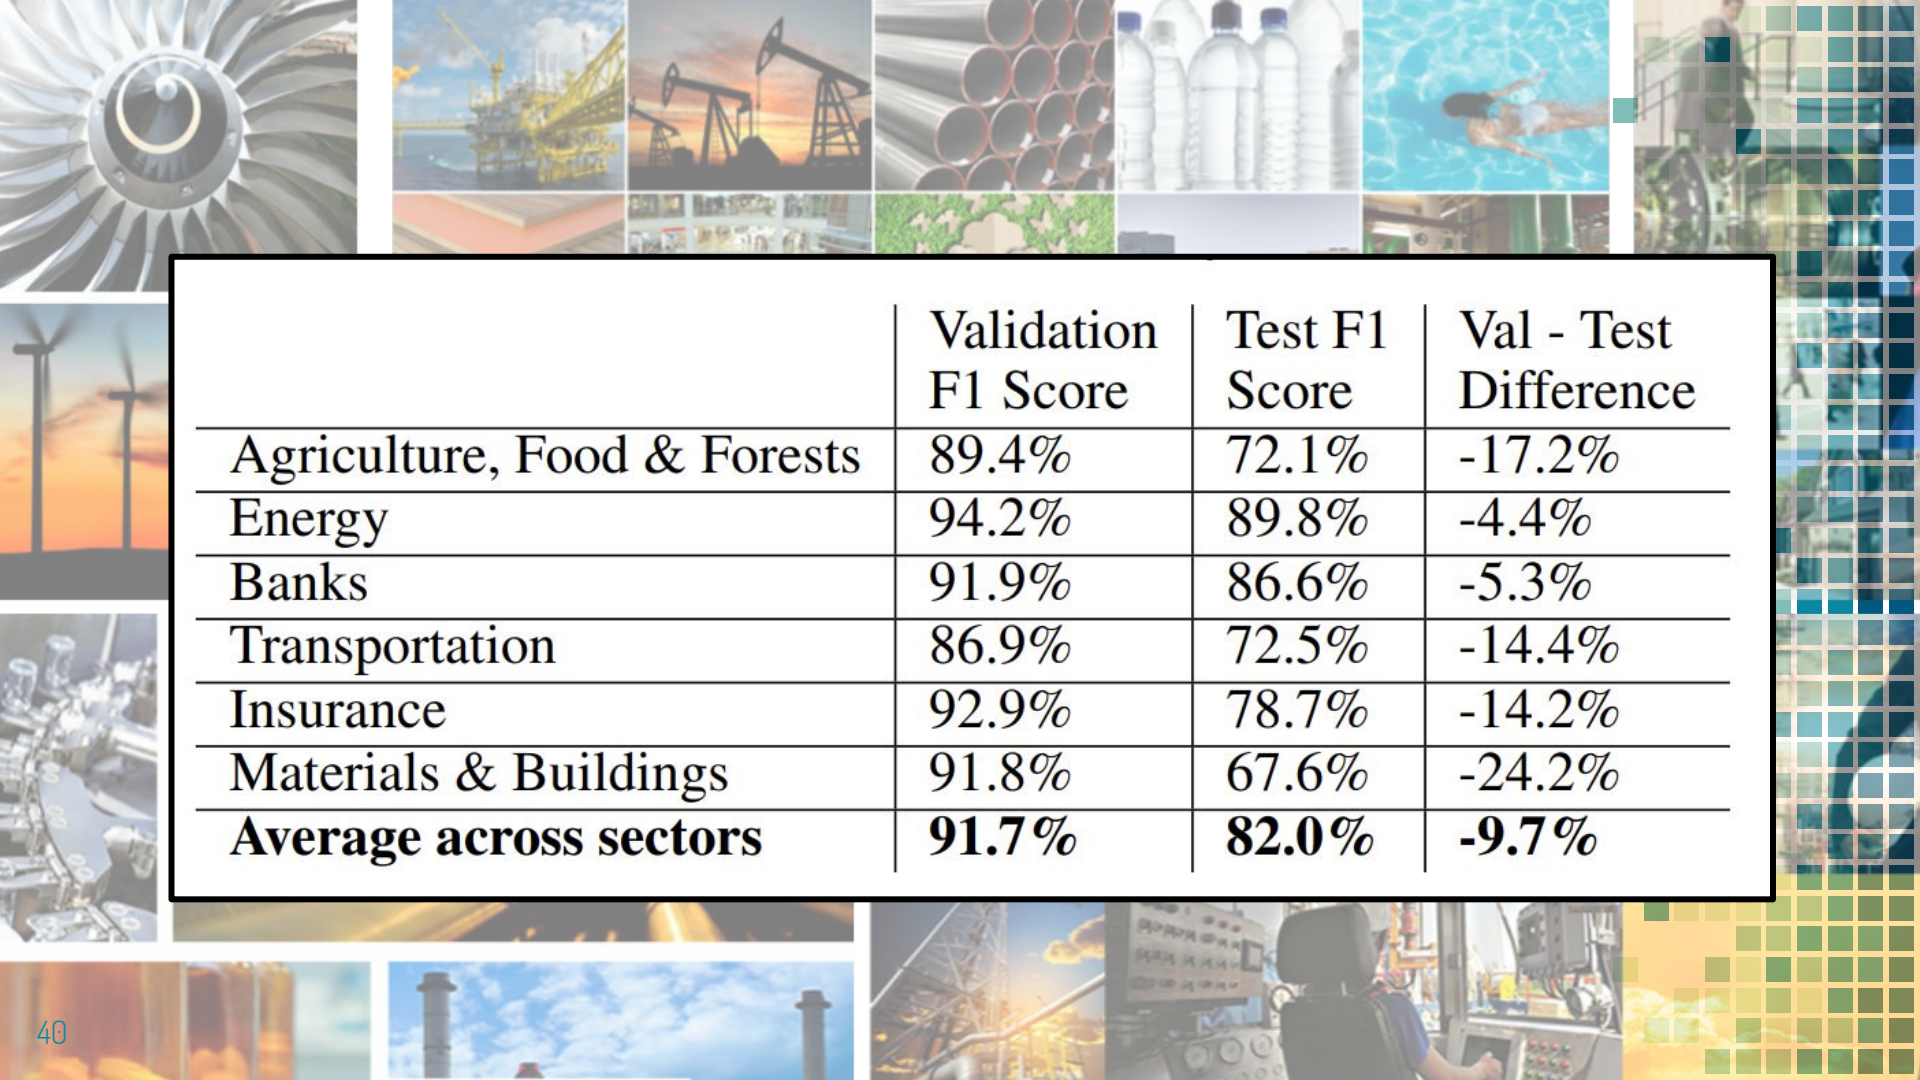 Validation F1 Score | Test F1 Score | Val - Test Difference
Agriculture, Food & Forests | 89.4% | 72.1% | -17.2%
Energy | 94.2% | 89.8% | -4.4%
Banks | 91.9% | 86.6% | -5.3%
Transportation | 86.9% | 72.5% | -14.4%
Insurance | 92.9% | 78.7% | -14.2%
Materials & Buildings | 91.8% | 67.6% | -24.2%
Average across sectors | 91.7% | 82.0% | -9.7%
40